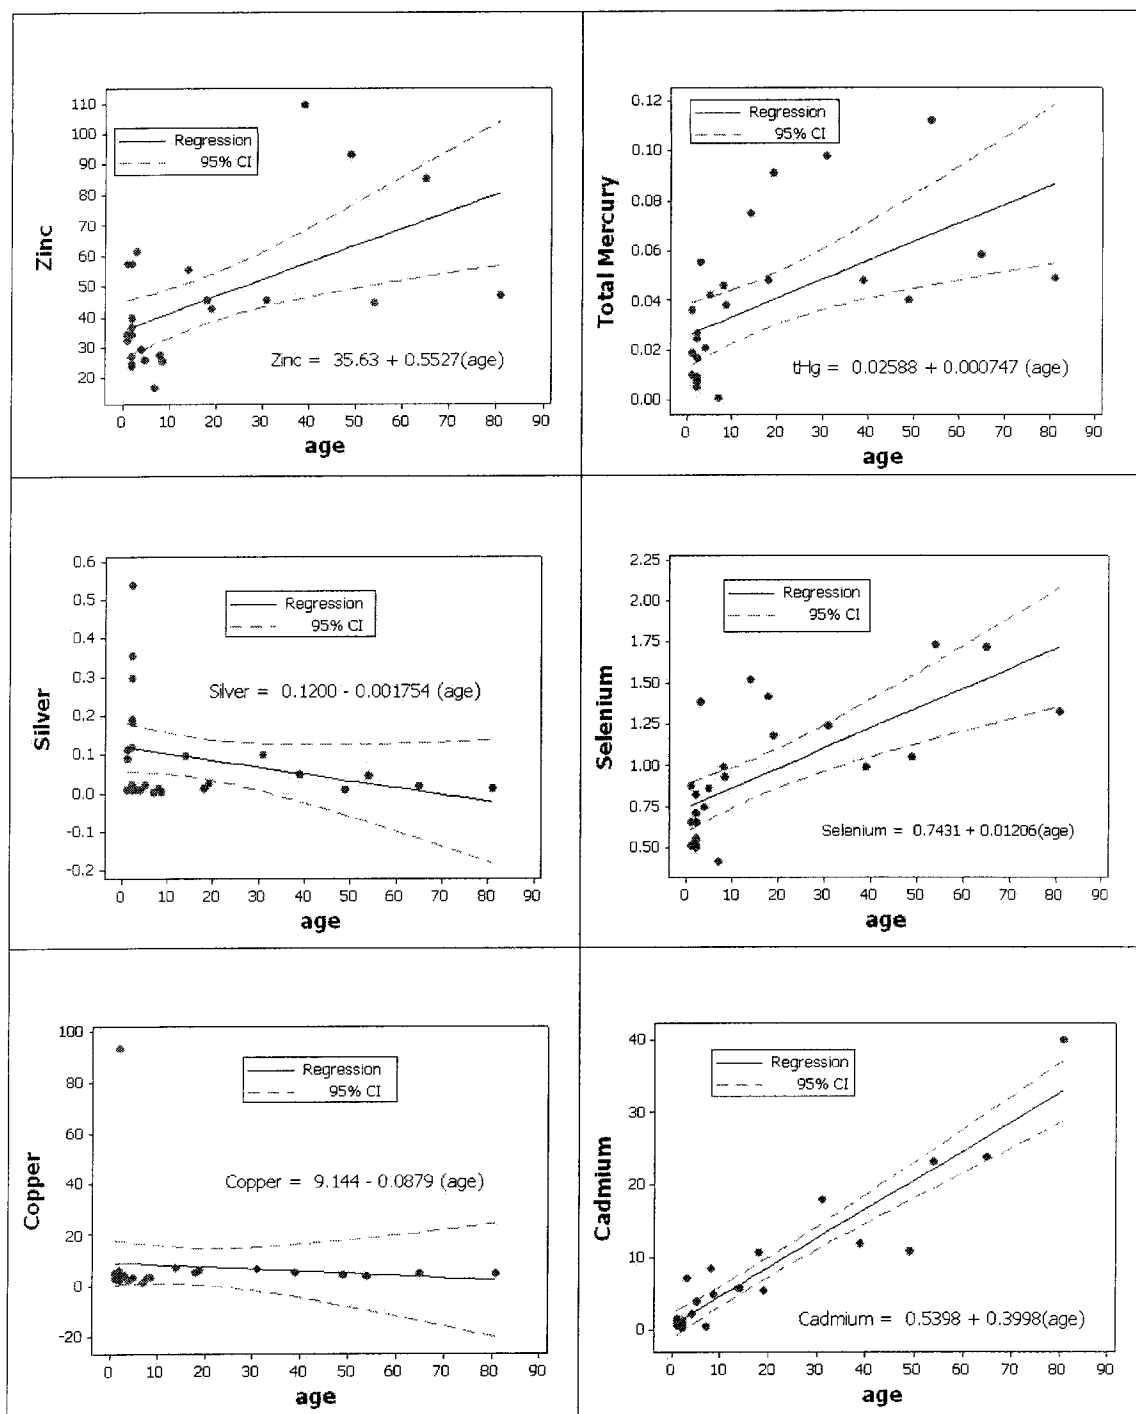 110
100
90
80
70
60
50
40
30
20
Zinc
Regression
95% CI
Zinc = 35.63 + 0.5527(age)
0 10 20 30 40 50 60 70 80 90
age
0.12
0.10
0.08
0.06
0.04
0.02
0.00
Total Mercury
Regression
95% CI
tHg = 0.02588 + 0.000747 (age)
0 10 20 30 40 50 60 70 80 90
age
0.6
0.5
0.4
0.3
0.2
0.1
0.0
-0.1
-0.2
Silver
Regression
95% CI
Silver = 0.1200 - 0.001754 (age)
0 10 20 30 40 50 60 70 80 90
age
2.25
2.00
1.75
1.50
1.25
1.00
0.75
0.50
Selenium
Regression
95% CI
Selenium = 0.7431 + 0.01206(age)
0 10 20 30 40 50 60 70 80 90
age
100
80
60
40
20
0
-20
Copper
Regression
95% CI
Copper = 9.144 - 0.0879 (age)
0 10 20 30 40 50 60 70 80 90
age
40
30
20
10
0
Cadmium
Regression
95% CI
Cadmium = 0.5398 + 0.3998(age)
0 10 20 30 40 50 60 70 80 90
age